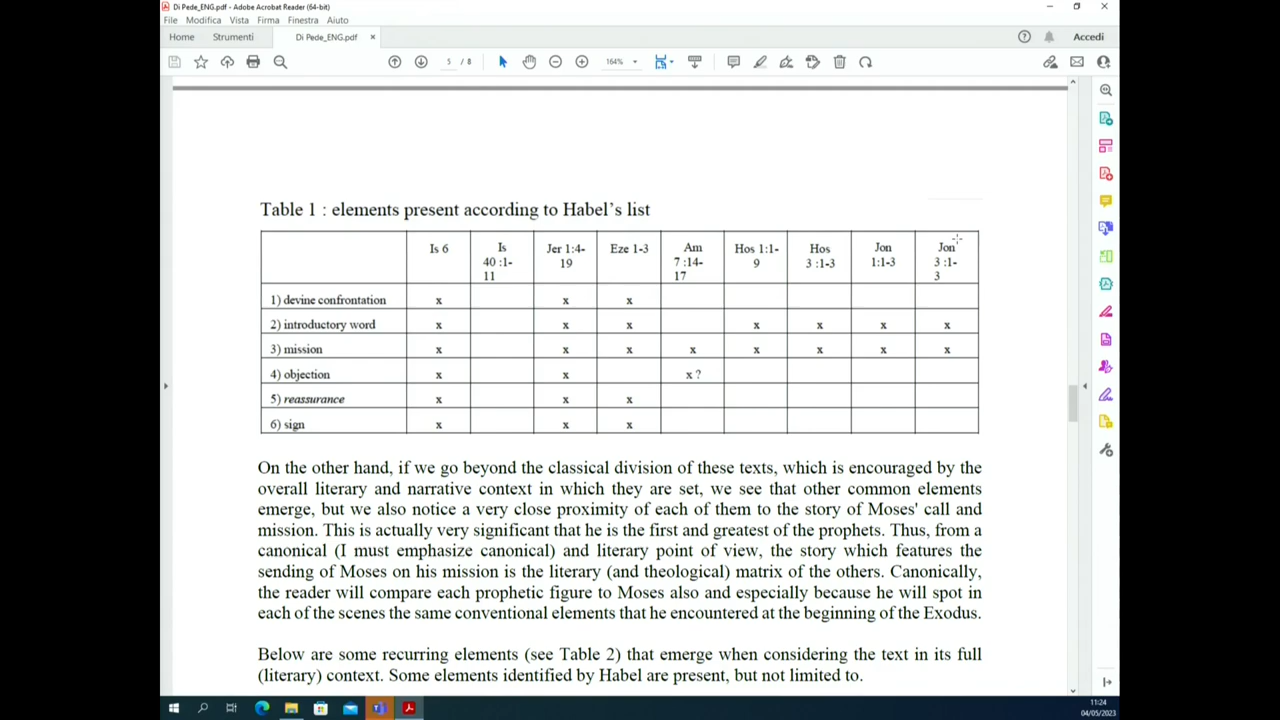 Di Pede_ENG.pdf - Adobe Acrobat Reader (64-bit)
File Modifica Vista Firma Finestra Aiuto
Home Strumenti Di Pede_ENG.pdf × Accedi
5 / 8 164%
Table 1 : elements present according to Habel’s list
Is 6 Is 40 :1-11 Jer 1:4-19 Eze 1-3 Am 7 :14-17 Hos 1:1-9 Hos 3 :1-3 Jon 1:1-3 Jon 3 :1-3
1) devine confrontation x x x
2) introductory word x x x x x x x
3) mission x x x x x x x x
4) objection x x x ?
5) reassurance x x x
6) sign x x x
On the other hand, if we go beyond the classical division of these texts, which is encouraged by the
overall literary and narrative context in which they are set, we see that other common elements
emerge, but we also notice a very close proximity of each of them to the story of Moses' call and
mission. This is actually very significant that he is the first and greatest of the prophets. Thus, from a
canonical (I must emphasize canonical) and literary point of view, the story which features the
sending of Moses on his mission is the literary (and theological) matrix of the others. Canonically,
the reader will compare each prophetic figure to Moses also and especially because he will spot in
each of the scenes the same conventional elements that he encountered at the beginning of the Exodus.
Below are some recurring elements (see Table 2) that emerge when considering the text in its full
(literary) context. Some elements identified by Habel are present, but not limited to.
11:24
04/05/2023